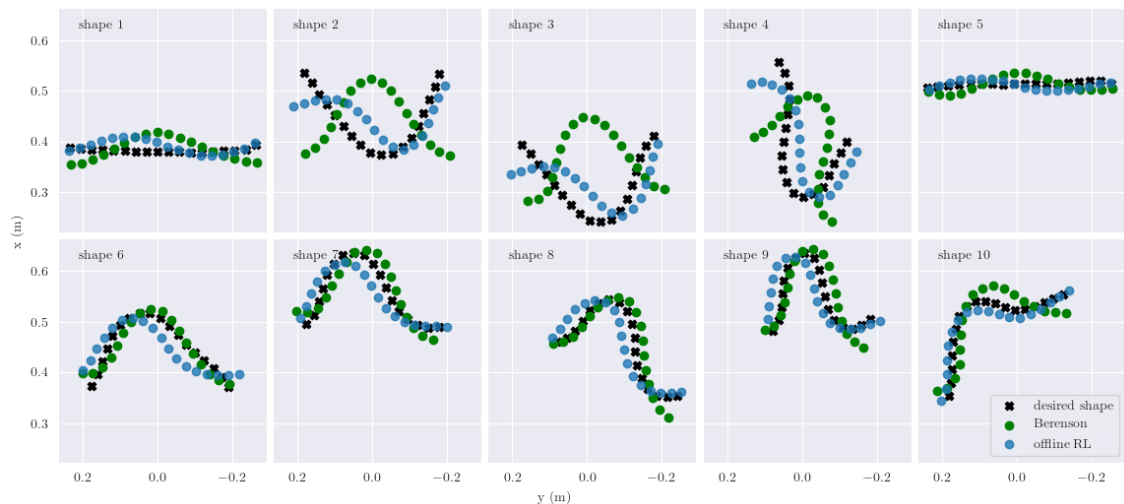 shape 1
shape 2
shape 3
shape 4
shape 5
0.6
0.5
0.4
0.3
x (m)
shape 6
shape 7
shape 8
shape 9
shape 10
0.6
0.5
0.4
0.3
desired shape
Berenson
offline RL
0.2 0.0 −0.2
0.2 0.0 −0.2
0.2 0.0 −0.2
0.2 0.0 −0.2
0.2 0.0 −0.2
y (m)